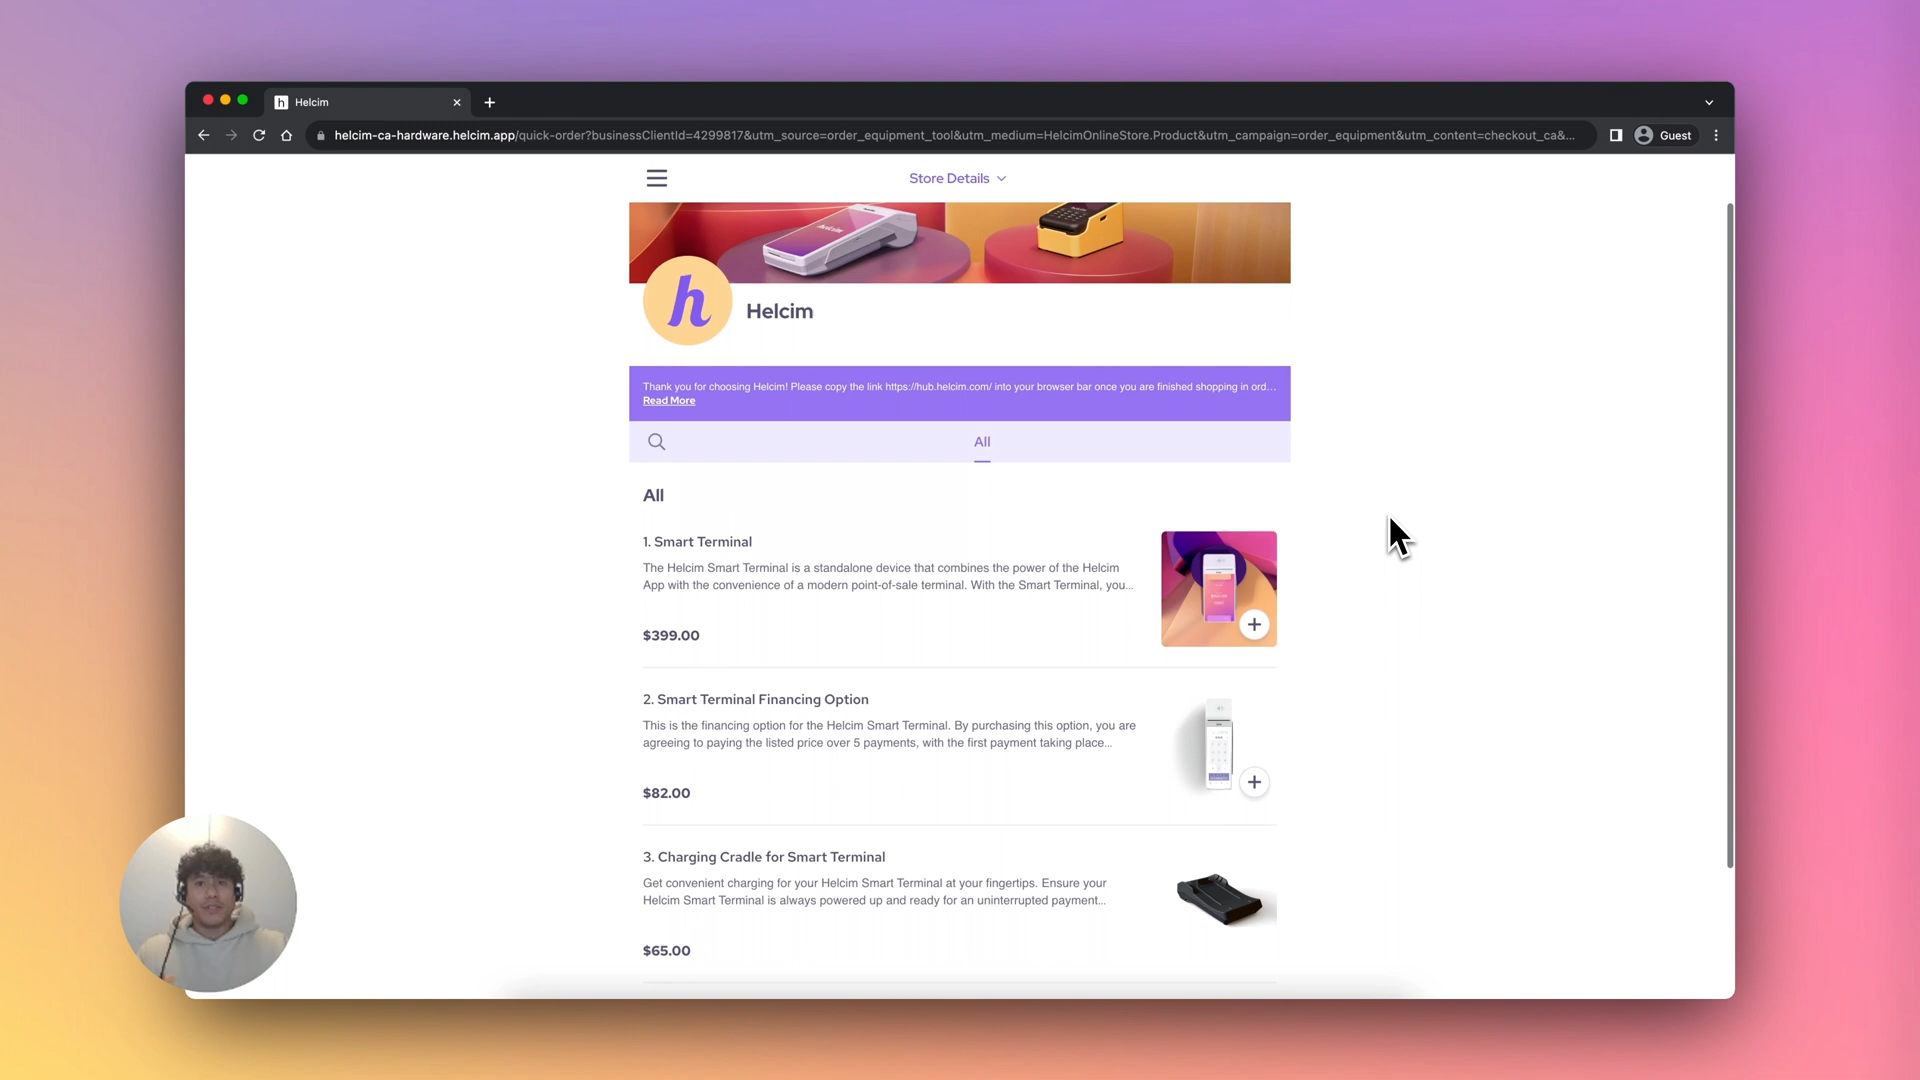 Helcim
helcim-ca-hardware.helcim.app/quick-order?businessClientId=4299817&utm_source=order_equipment_tool&utm_medium=HelcimOnlineStore.Product&utm_campaign=order_equipment&utm_content=checkout_ca&...
Guest
Store Details
helcim
h
Helcim
Thank you for choosing Helcim! Please copy the link https://hub.helcim.com/ into your browser bar once you are finished shopping in ord...
Read More
All
All
1. Smart Terminal
The Helcim Smart Terminal is a standalone device that combines the power of the Helcim
App with the convenience of a modern point-of-sale terminal. With the Smart Terminal, you...
$399.00
2. Smart Terminal Financing Option
This is the financing option for the Helcim Smart Terminal. By purchasing this option, you are
agreeing to paying the listed price over 5 payments, with the first payment taking place...
$82.00
3. Charging Cradle for Smart Terminal
Get convenient charging for your Helcim Smart Terminal at your fingertips. Ensure your
Helcim Smart Terminal is always powered up and ready for an uninterrupted payment...
$65.00